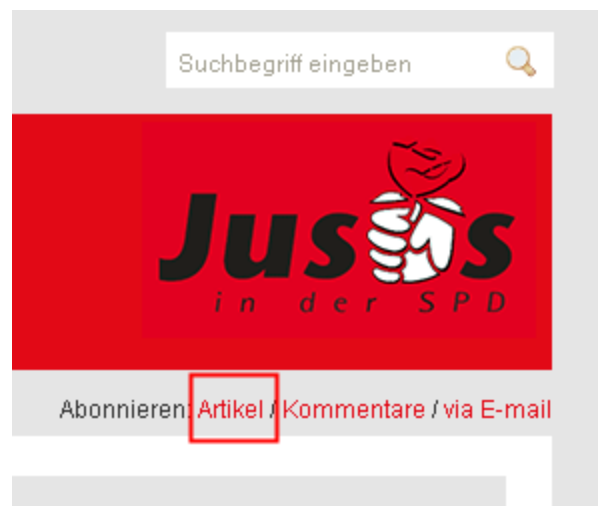 Suchbegriff eingeben
Jusos
in der SPD
Abonnieren: Artikel / Kommentare / via E-mail